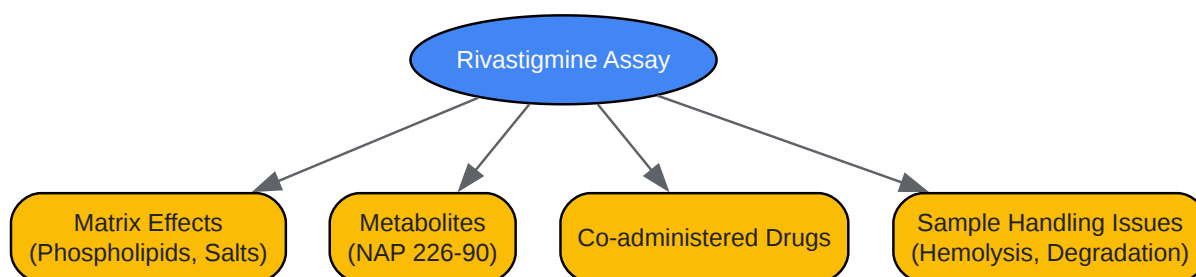 Rivastigmine Assay
Matrix Effects
(Phospholipids, Salts)
Metabolites
(NAP 226-90)
Co-administered Drugs
Sample Handling Issues
(Hemolysis, Degradation)